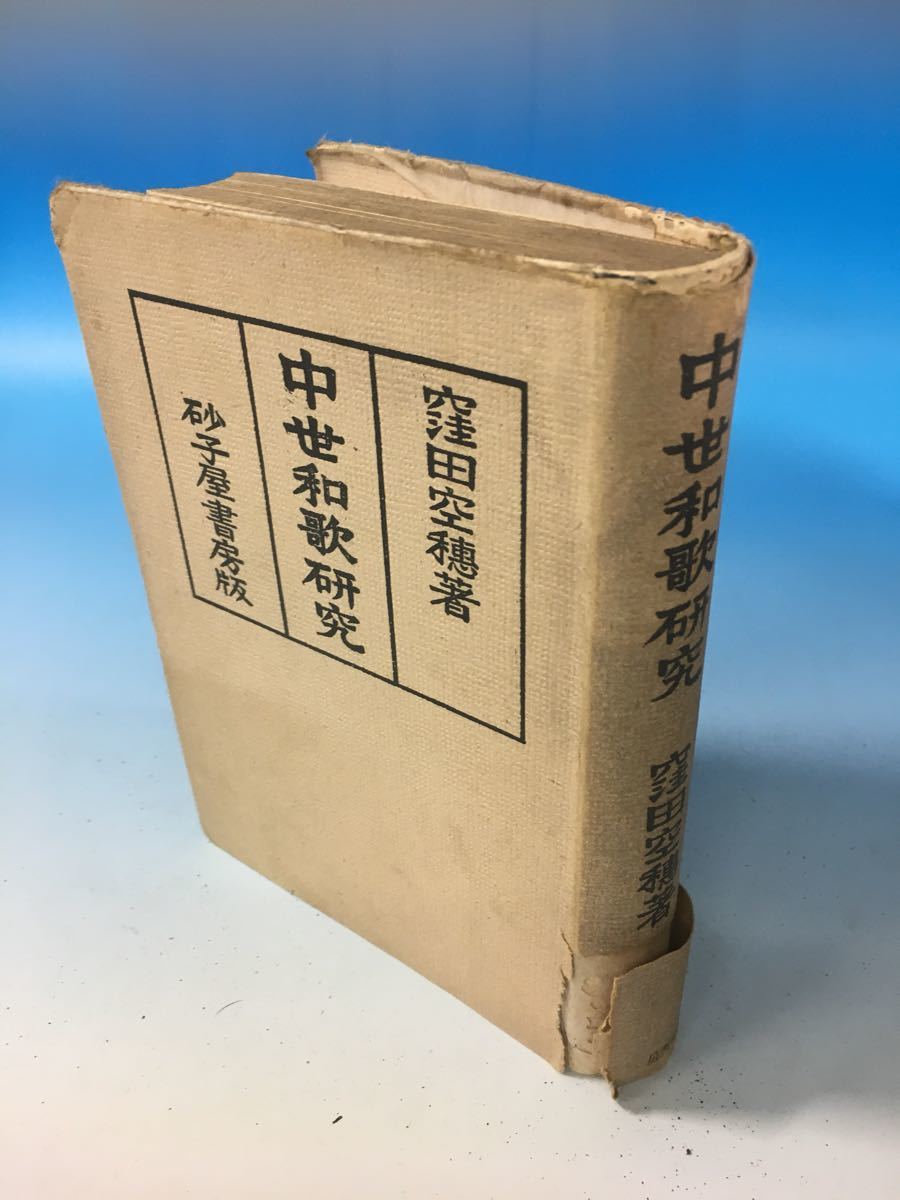 窪田空穂著
中世和歌研究
砂子屋書房版
中世和歌研究
窪田空穂著